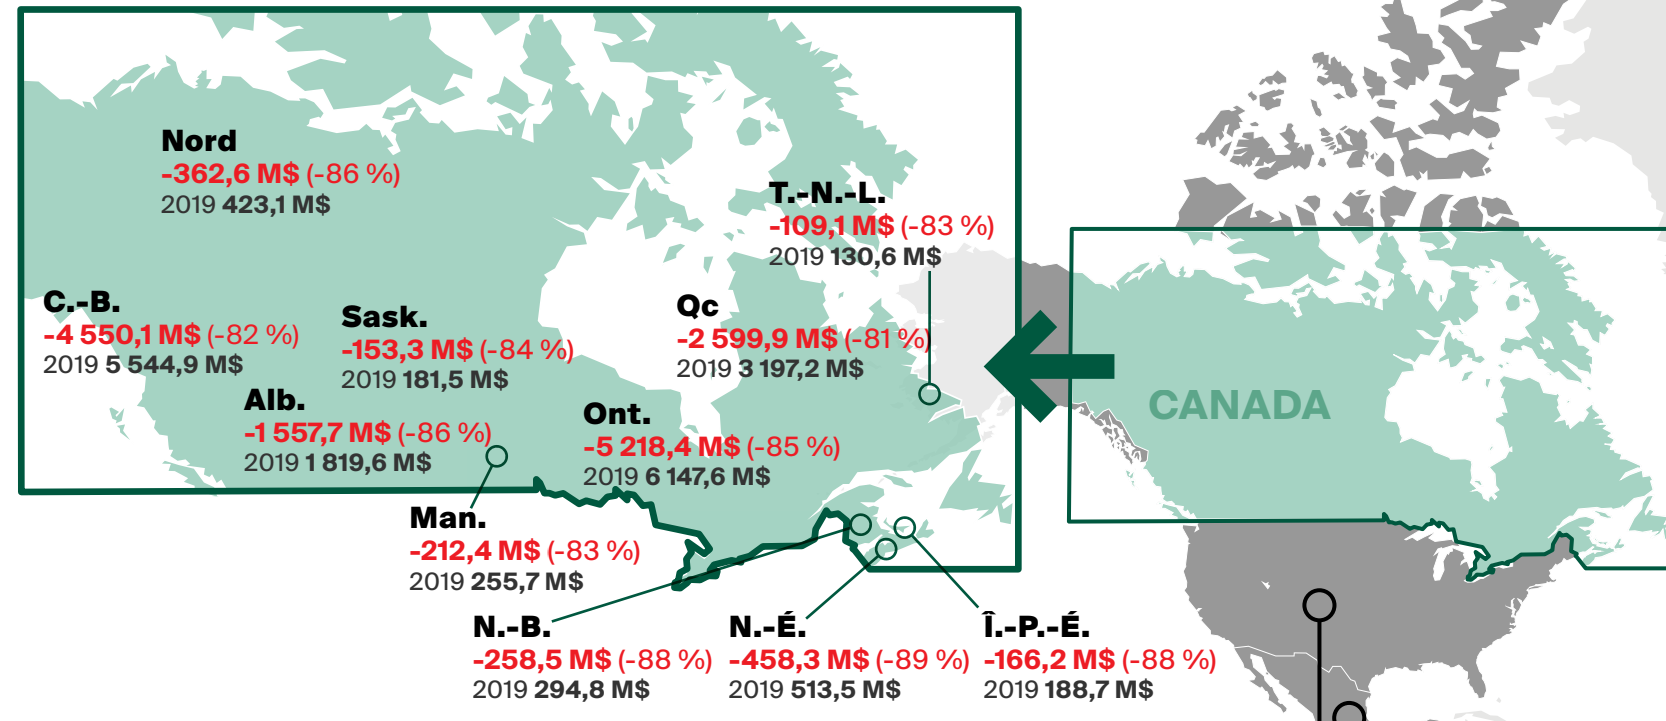 Nord
-362,6 M$ (-86 %)
2019 423,1 M$
T.-N.-L.
-109,1 M$ (-83 %)
2019 130,6 M$
C.-B.
-4 550,1 M$ (-82 %)
2019 5 544,9 M$
Sask.
-153,3 M$ (-84 %)
2019 181,5 M$
Qc
-2 599,9 M$ (-81 %)
2019 3 197,2 M$
Alb.
-1 557,7 M$ (-86 %)
2019 1 819,6 M$
Ont.
-5 218,4 M$ (-85 %)
2019 6 147,6 M$
CANADA
Man.
-212,4 M$ (-83 %)
2019 255,7 M$
N.-B.
-258,5 M$ (-88 %)
2019 294,8 M$
N.-É.
-458,3 M$ (-89 %)
2019 513,5 M$
Î.-P.-É.
-166,2 M$ (-88 %)
2019 188,7 M$